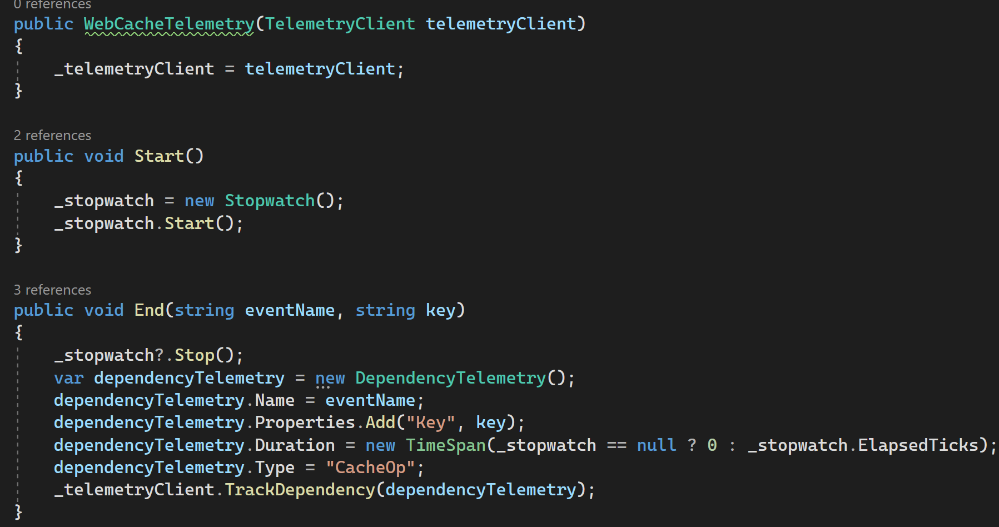 0 references
public WebCacheTelemetry(TelemetryClient telemetryClient)
{
    _telemetryClient = telemetryClient;
}

2 references
public void Start()
{
    _stopwatch = new Stopwatch();
    _stopwatch.Start();
}

3 references
public void End(string eventName, string key)
{
    _stopwatch?.Stop();
    var dependencyTelemetry = new DependencyTelemetry();
    dependencyTelemetry.Name = eventName;
    dependencyTelemetry.Properties.Add("Key", key);
    dependencyTelemetry.Duration = new TimeSpan(_stopwatch == null ? 0 : _stopwatch.ElapsedTicks);
    dependencyTelemetry.Type = "CacheOp";
    _telemetryClient.TrackDependency(dependencyTelemetry);
}